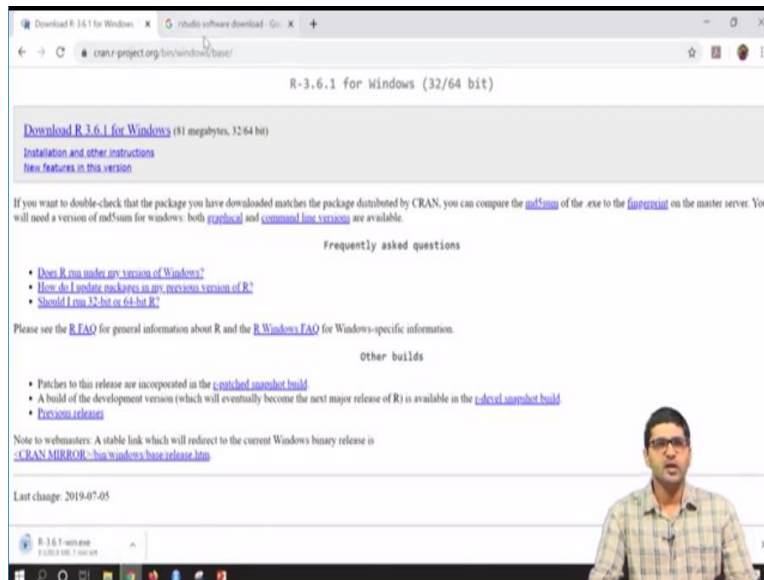 Download R-3.6.1 for Windows.
rstudio software download - Goo
cran.r-project.org/bin/windows/base/
R-3.6.1 for Windows (32/64 bit)
Download R 3.6.1 for Windows (81 megabytes, 32/64 bit)
Installation and other instructions
New features in this version
If you want to double-check that the package you have downloaded matches the package distributed by CRAN, you can compare the md5sum of the .exe to the fingerprint on the master server. You
will need a version of md5sum for windows: both graphical and command line versions are available.
Frequently asked questions
• Does R run under my version of Windows?
• How do I update packages in my previous version of R?
• Should I run 32-bit or 64-bit R?
Please see the R FAQ for general information about R and the R Windows FAQ for Windows-specific information.
Other builds
• Patches to this release are incorporated in the r-patched snapshot build.
• A build of the development version (which will eventually become the next major release of R) is available in the r-devel snapshot build.
• Previous releases
Note to webmasters: A stable link which will redirect to the current Windows binary release is
<CRAN MIRROR>/bin/windows/base/release.htm.
Last change: 2019-07-05
R-3.6.1-win.exe